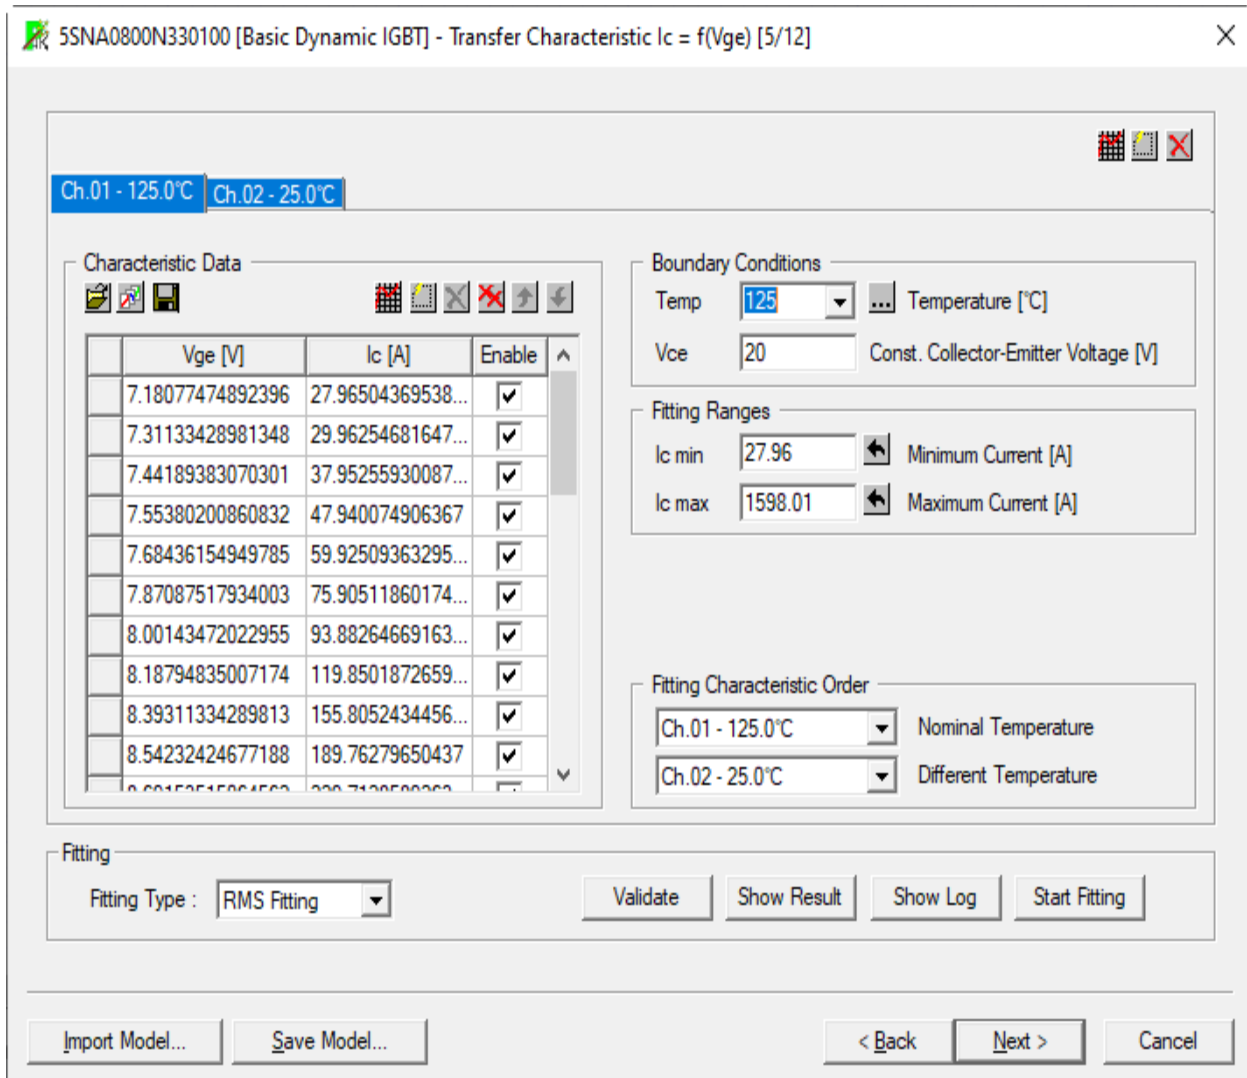 5SNA0800N330100 [Basic Dynamic IGBT] - Transfer Characteristic Ic = f(Vge) [5/12]
Ch.01 - 125.0°C
Ch.02 - 25.0°C
Characteristic Data
Vge [V] Ic [A] Enable
7.18077474892396 27.96504369538...
7.31133428981348 29.96254681647...
7.44189383070301 37.95255930087...
7.55380200860832 47.940074906367
7.68436154949785 59.92509363295...
7.87087517934003 75.90511860174...
8.00143472022955 93.88264669163...
8.18794835007174 119.8501872659...
8.39311334289813 155.8052434456...
8.54232424677188 189.76279650437
Boundary Conditions
Temp 125 ... Temperature [°C]
Vce 20 Const. Collector-Emitter Voltage [V]
Fitting Ranges
Ic min 27.96 Minimum Current [A]
Ic max 1598.01 Maximum Current [A]
Fitting Characteristic Order
Ch.01 - 125.0°C Nominal Temperature
Ch.02 - 25.0°C Different Temperature
Fitting
Fitting Type : RMS Fitting Validate Show Result Show Log Start Fitting
Import Model... Save Model... < Back Next > Cancel